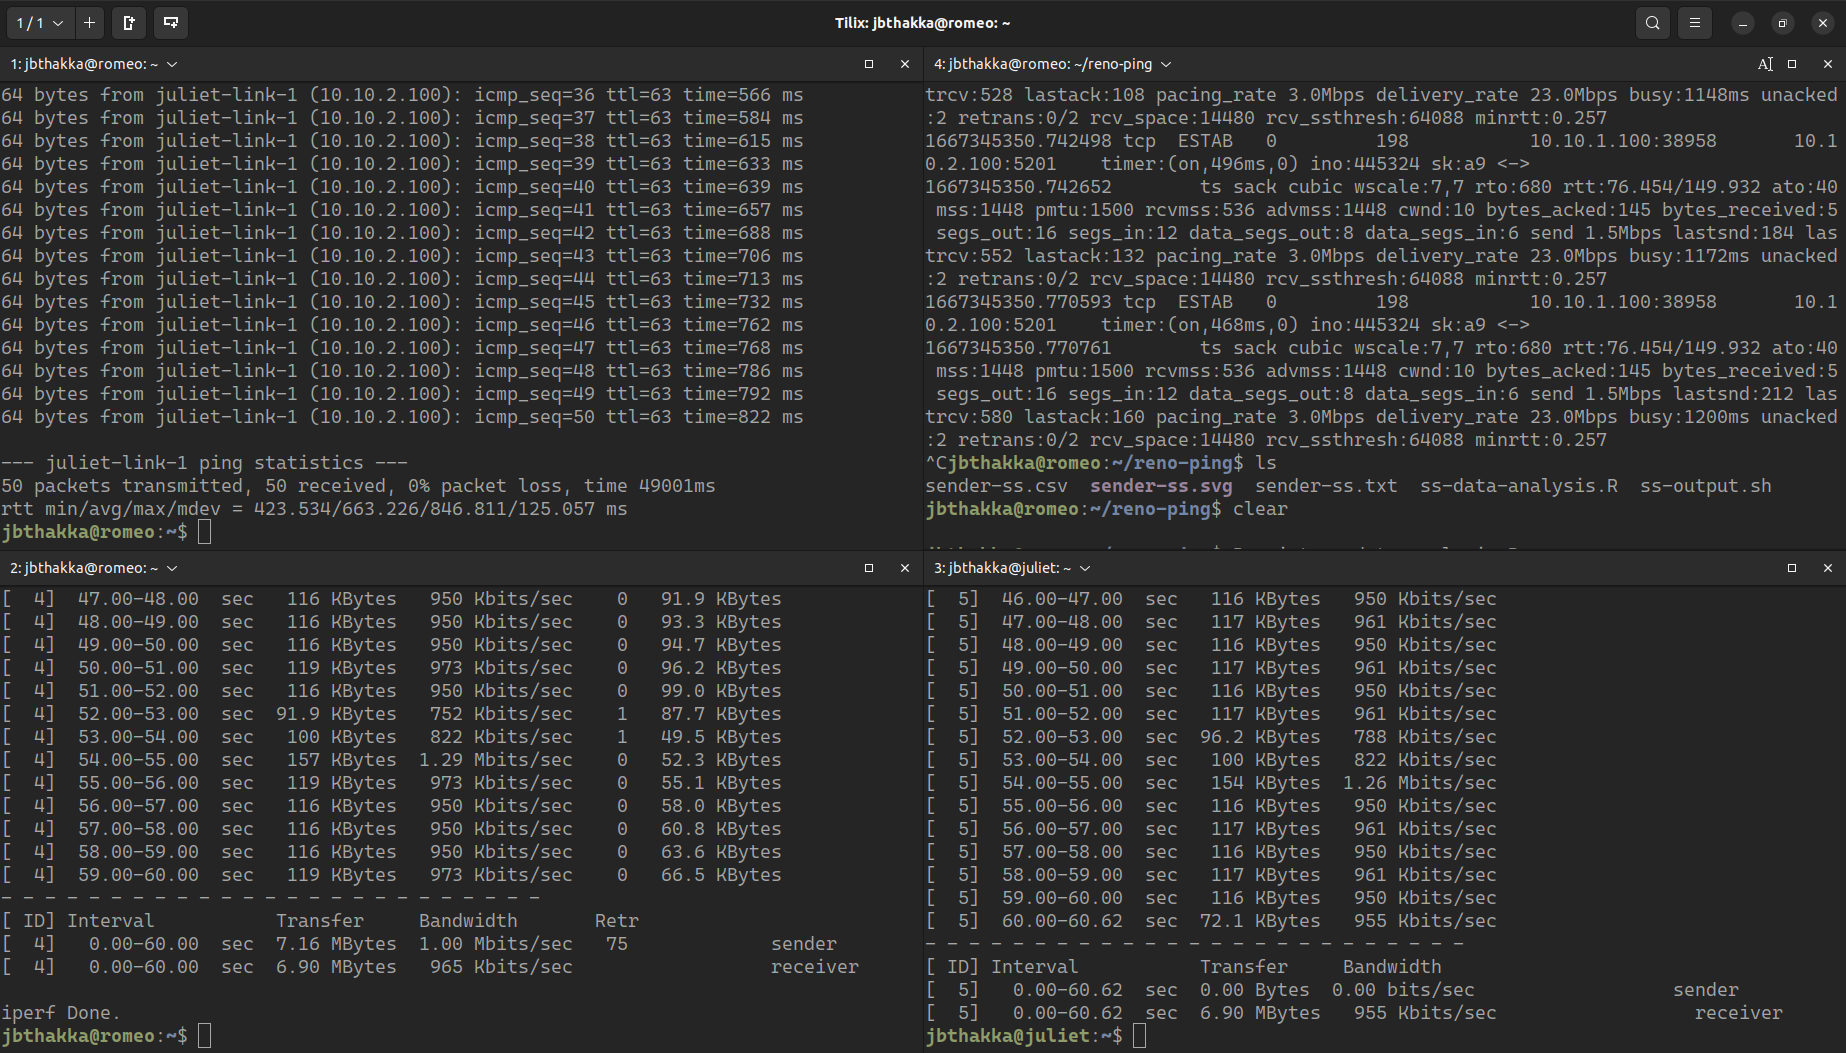 1 / 1
Tilix: jbthakka@romeo: ~
1: jbthakka@romeo: ~
64 bytes from juliet-link-1 (10.10.2.100): icmp_seq=36 ttl=63 time=566 ms
64 bytes from juliet-link-1 (10.10.2.100): icmp_seq=37 ttl=63 time=584 ms
64 bytes from juliet-link-1 (10.10.2.100): icmp_seq=38 ttl=63 time=615 ms
64 bytes from juliet-link-1 (10.10.2.100): icmp_seq=39 ttl=63 time=633 ms
64 bytes from juliet-link-1 (10.10.2.100): icmp_seq=40 ttl=63 time=639 ms
64 bytes from juliet-link-1 (10.10.2.100): icmp_seq=41 ttl=63 time=657 ms
64 bytes from juliet-link-1 (10.10.2.100): icmp_seq=42 ttl=63 time=688 ms
64 bytes from juliet-link-1 (10.10.2.100): icmp_seq=43 ttl=63 time=706 ms
64 bytes from juliet-link-1 (10.10.2.100): icmp_seq=44 ttl=63 time=713 ms
64 bytes from juliet-link-1 (10.10.2.100): icmp_seq=45 ttl=63 time=732 ms
64 bytes from juliet-link-1 (10.10.2.100): icmp_seq=46 ttl=63 time=762 ms
64 bytes from juliet-link-1 (10.10.2.100): icmp_seq=47 ttl=63 time=768 ms
64 bytes from juliet-link-1 (10.10.2.100): icmp_seq=48 ttl=63 time=786 ms
64 bytes from juliet-link-1 (10.10.2.100): icmp_seq=49 ttl=63 time=792 ms
64 bytes from juliet-link-1 (10.10.2.100): icmp_seq=50 ttl=63 time=822 ms
--- juliet-link-1 ping statistics ---
50 packets transmitted, 50 received, 0% packet loss, time 49001ms
rtt min/avg/max/mdev = 423.534/663.226/846.811/125.057 ms
jbthakka@romeo:~$
4: jbthakka@romeo: ~/reno-ping
trcv:528 lastack:108 pacing_rate 3.0Mbps delivery_rate 23.0Mbps busy:1148ms unacked
:2 retrans:0/2 rcv_space:14480 rcv_ssthresh:64088 minrtt:0.257
1667345350.742498 tcp  ESTAB   0         198           10.10.1.100:38958       10.1
0.2.100:5201    timer:(on,496ms,0) ino:445324 sk:a9 <->
1667345350.742652        ts sack cubic wscale:7,7 rto:680 rtt:76.454/149.932 ato:40
 mss:1448 pmtu:1500 rcvmss:536 advmss:1448 cwnd:10 bytes_acked:145 bytes_received:5
 segs_out:16 segs_in:12 data_segs_out:8 data_segs_in:6 send 1.5Mbps lastsnd:184 las
trcv:552 lastack:132 pacing_rate 3.0Mbps delivery_rate 23.0Mbps busy:1172ms unacked
:2 retrans:0/2 rcv_space:14480 rcv_ssthresh:64088 minrtt:0.257
1667345350.770593 tcp  ESTAB   0         198           10.10.1.100:38958       10.1
0.2.100:5201    timer:(on,468ms,0) ino:445324 sk:a9 <->
1667345350.770761        ts sack cubic wscale:7,7 rto:680 rtt:76.454/149.932 ato:40
 mss:1448 pmtu:1500 rcvmss:536 advmss:1448 cwnd:10 bytes_acked:145 bytes_received:5
 segs_out:16 segs_in:12 data_segs_out:8 data_segs_in:6 send 1.5Mbps lastsnd:212 las
trcv:580 lastack:160 pacing_rate 3.0Mbps delivery_rate 23.0Mbps busy:1200ms unacked
:2 retrans:0/2 rcv_space:14480 rcv_ssthresh:64088 minrtt:0.257
^Cjbthakka@romeo:~/reno-ping$ ls
sender-ss.csv  sender-ss.svg  sender-ss.txt  ss-data-analysis.R  ss-output.sh
jbthakka@romeo:~/reno-ping$ clear
2: jbthakka@romeo: ~
[  4]  47.00-48.00  sec   116 KBytes   950 Kbits/sec    0   91.9 KBytes
[  4]  48.00-49.00  sec   116 KBytes   950 Kbits/sec    0   93.3 KBytes
[  4]  49.00-50.00  sec   116 KBytes   950 Kbits/sec    0   94.7 KBytes
[  4]  50.00-51.00  sec   119 KBytes   973 Kbits/sec    0   96.2 KBytes
[  4]  51.00-52.00  sec   116 KBytes   950 Kbits/sec    0   99.0 KBytes
[  4]  52.00-53.00  sec  91.9 KBytes   752 Kbits/sec    1   87.7 KBytes
[  4]  53.00-54.00  sec   100 KBytes   822 Kbits/sec    1   49.5 KBytes
[  4]  54.00-55.00  sec   157 KBytes  1.29 Mbits/sec    0   52.3 KBytes
[  4]  55.00-56.00  sec   119 KBytes   973 Kbits/sec    0   55.1 KBytes
[  4]  56.00-57.00  sec   116 KBytes   950 Kbits/sec    0   58.0 KBytes
[  4]  57.00-58.00  sec   116 KBytes   950 Kbits/sec    0   60.8 KBytes
[  4]  58.00-59.00  sec   116 KBytes   950 Kbits/sec    0   63.6 KBytes
[  4]  59.00-60.00  sec   119 KBytes   973 Kbits/sec    0   66.5 KBytes
- - - - - - - - - - - - - - - - - - - - - - - - -
[ ID] Interval           Transfer     Bandwidth       Retr
[  4]   0.00-60.00  sec  7.16 MBytes  1.00 Mbits/sec   75             sender
[  4]   0.00-60.00  sec  6.90 MBytes   965 Kbits/sec                  receiver
iperf Done.
jbthakka@romeo:~$
3: jbthakka@juliet: ~
[  5]  46.00-47.00  sec   116 KBytes   950 Kbits/sec
[  5]  47.00-48.00  sec   117 KBytes   961 Kbits/sec
[  5]  48.00-49.00  sec   116 KBytes   950 Kbits/sec
[  5]  49.00-50.00  sec   117 KBytes   961 Kbits/sec
[  5]  50.00-51.00  sec   116 KBytes   950 Kbits/sec
[  5]  51.00-52.00  sec   117 KBytes   961 Kbits/sec
[  5]  52.00-53.00  sec  96.2 KBytes   788 Kbits/sec
[  5]  53.00-54.00  sec   100 KBytes   822 Kbits/sec
[  5]  54.00-55.00  sec   154 KBytes  1.26 Mbits/sec
[  5]  55.00-56.00  sec   116 KBytes   950 Kbits/sec
[  5]  56.00-57.00  sec   117 KBytes   961 Kbits/sec
[  5]  57.00-58.00  sec   116 KBytes   950 Kbits/sec
[  5]  58.00-59.00  sec   117 KBytes   961 Kbits/sec
[  5]  59.00-60.00  sec   116 KBytes   950 Kbits/sec
[  5]  60.00-60.62  sec  72.1 KBytes   955 Kbits/sec
- - - - - - - - - - - - - - - - - - - - - - - - -
[ ID] Interval           Transfer     Bandwidth
[  5]   0.00-60.62  sec  0.00 Bytes  0.00 bits/sec                  sender
[  5]   0.00-60.62  sec  6.90 MBytes   955 Kbits/sec                  receiver
jbthakka@juliet:~$